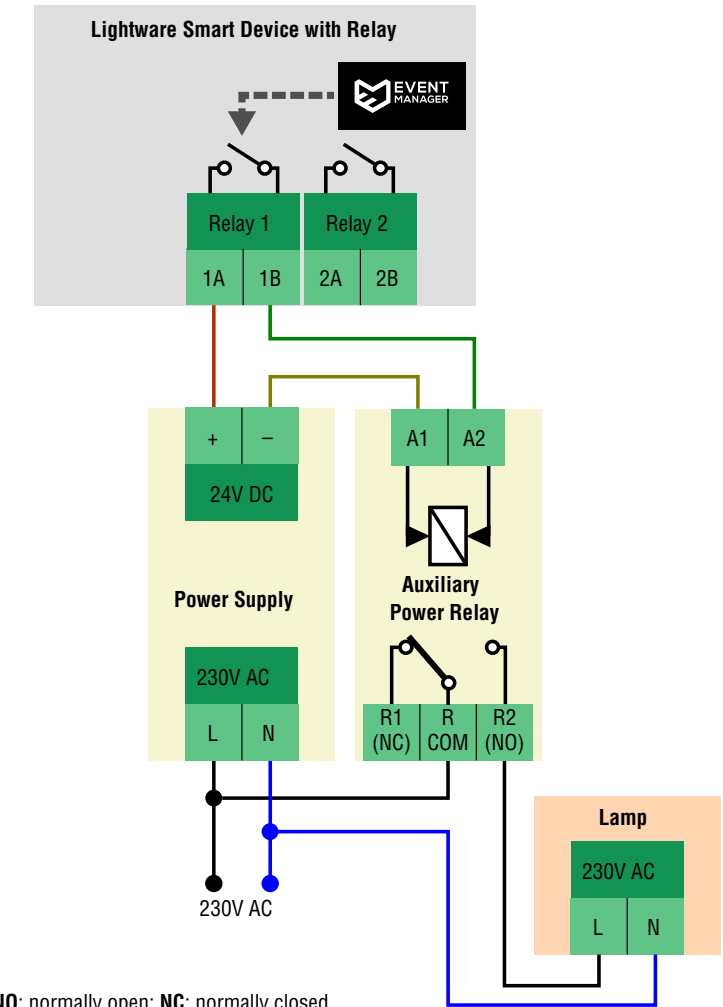 Lightware Smart Device with Relay
EVENT
MANAGER
Relay 1
Relay 2
1A
1B
2A
2B
+
–
A1
A2
24V DC
Power Supply
Auxiliary
Power Relay
230V AC
L
N
R1
(NC)
R
COM
R2
(NO)
Lamp
230V AC
L
N
230V AC
NO: normally open; NC: normally closed